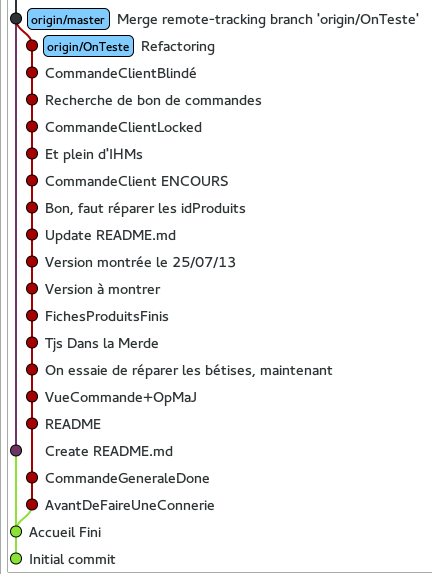 origin/master Merge remote-tracking branch 'origin/OnTeste'
origin/OnTeste Refactoring
CommandeClientBlindé
Recherche de bon de commandes
CommandeClientLocked
Et plein d'IHMs
CommandeClient ENCOURS
Bon, faut réparer les idProduits
Update README.md
Version montrée le 25/07/13
Version à montrer
FichesProduitsFinis
Tjs Dans la Merde
On essaie de réparer les bétises, maintenant
VueCommande+OpMaJ
README
Create README.md
CommandeGeneraleDone
AvantDeFaireUneConnerie
Accueil Fini
Initial commit